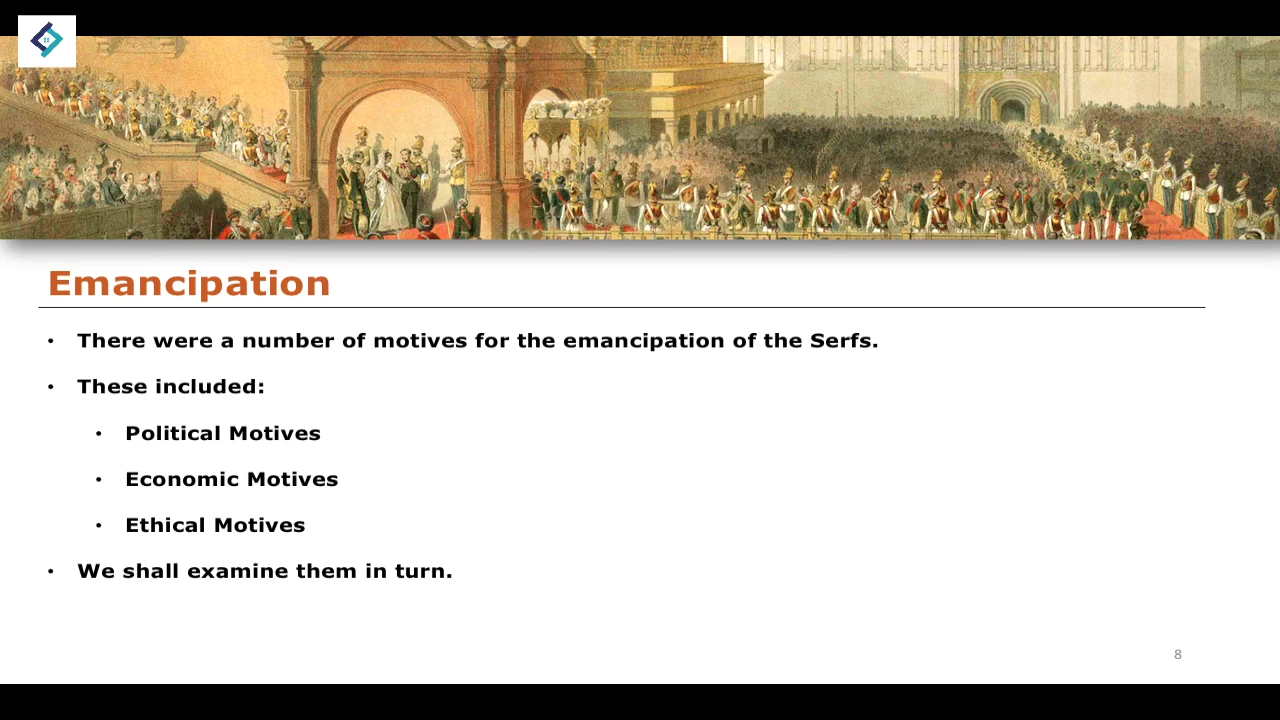 Emancipation
• There were a number of motives for the emancipation of the Serfs.
• These included:
• Political Motives
• Economic Motives
• Ethical Motives
• We shall examine them in turn.
8